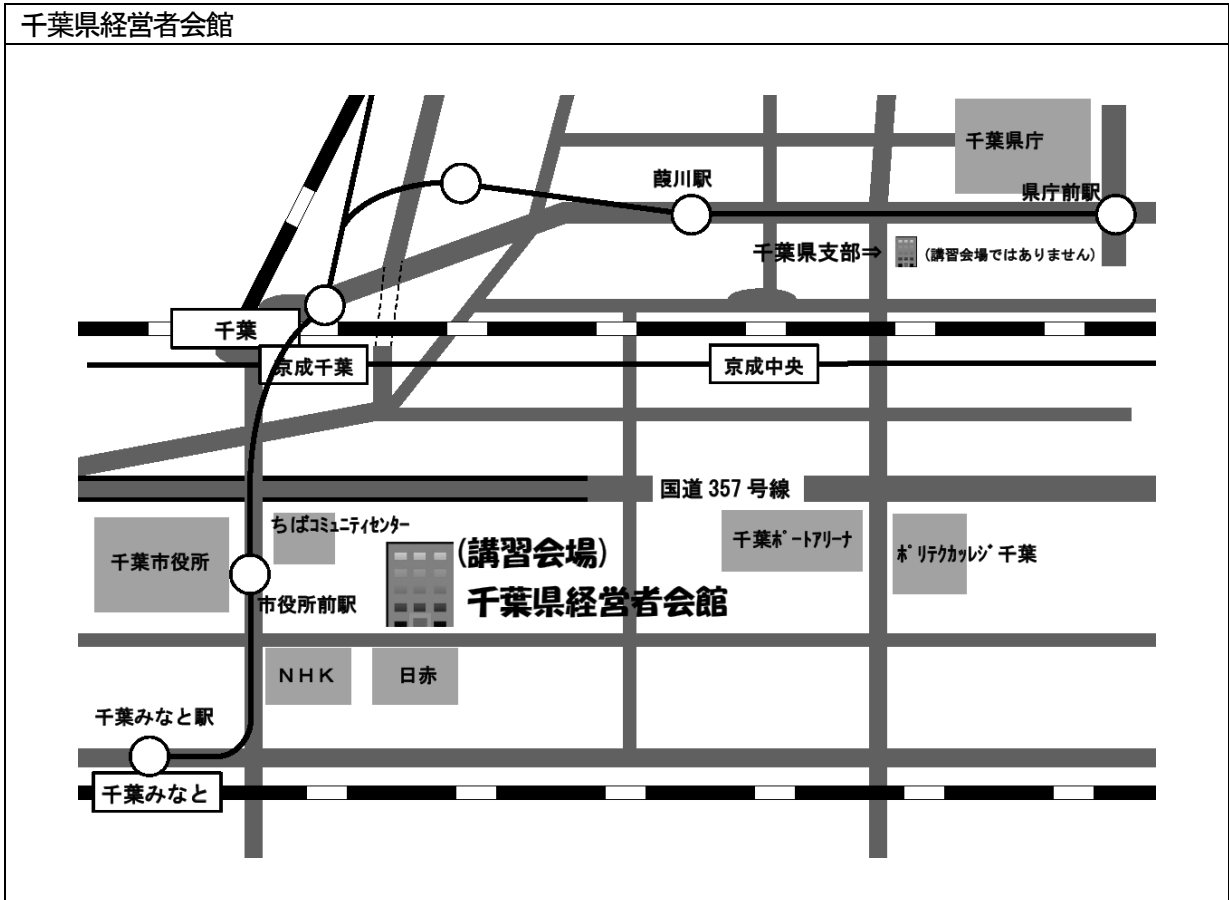 千葉県経営者会館
千葉県庁
葭川駅
県庁前駅
千葉県支部⇒
(講習会場ではありません)
千葉
京成千葉
京成中央
国道 357 号線
ちばｺﾐｭﾆﾃｨｾﾝﾀｰ
千葉市役所
(講習会場)
千葉県経営者会館
千葉ﾎﾟｰﾄｱﾘｰﾅ
ﾎﾟﾘﾃｸｶｯﾚｼﾞ千葉
市役所前駅
ＮＨＫ
日赤
千葉みなと駅
千葉みなと